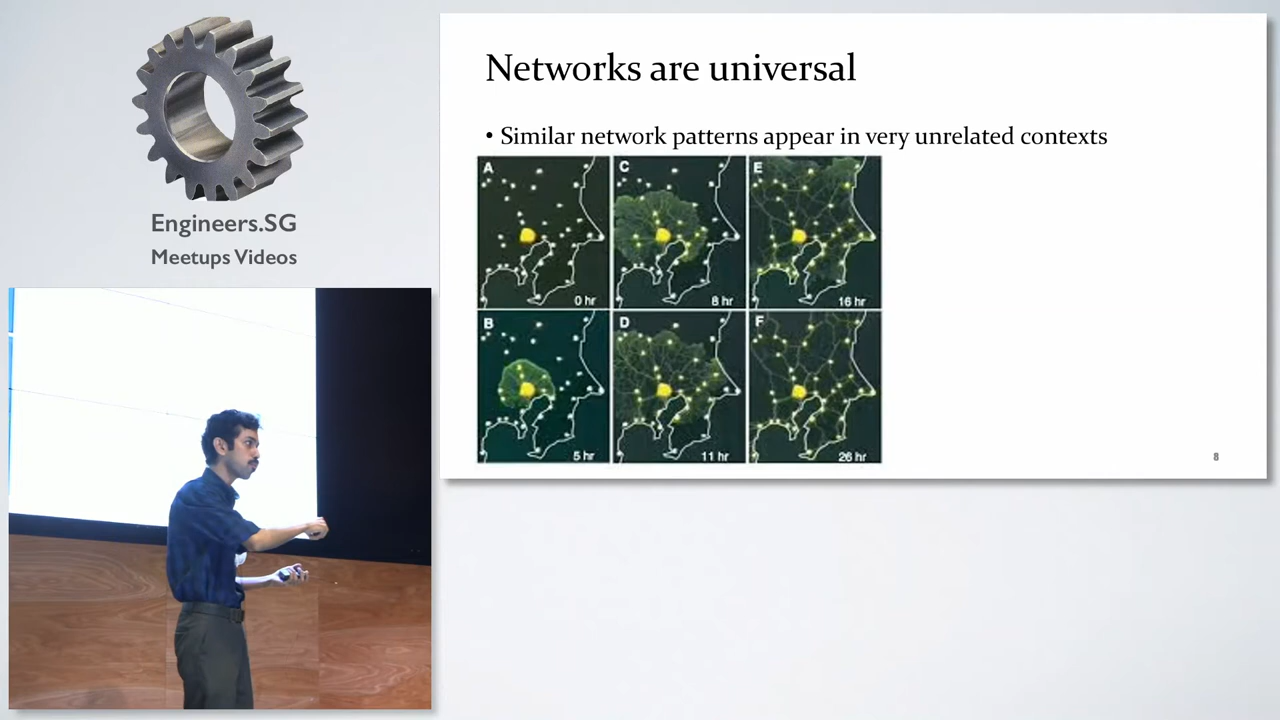 Engineers.SG
Meetups Videos
Networks are universal
• Similar network patterns appear in very unrelated contexts
A
0 hr
C
8 hr
E
16 hr
B
5 hr
D
11 hr
F
26 hr
8